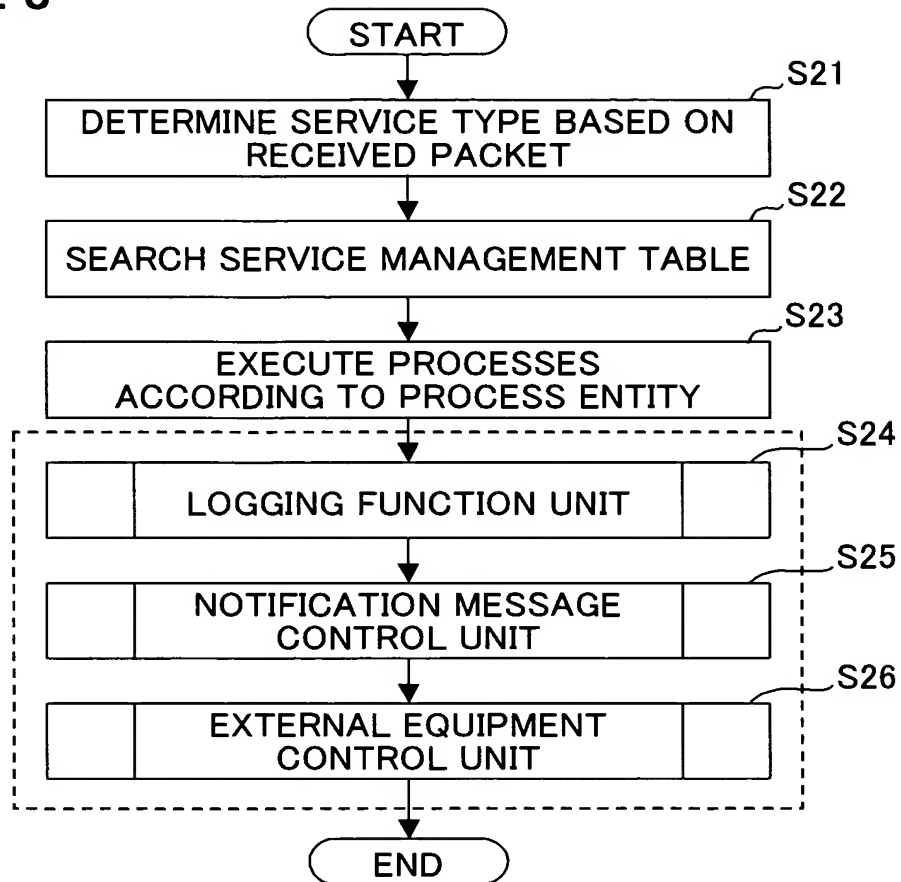 START
S21
DETERMINE SERVICE TYPE BASED ON
RECEIVED PACKET
S22
SEARCH SERVICE MANAGEMENT TABLE
S23
EXECUTE PROCESSES
ACCORDING TO PROCESS ENTITY
S24
LOGGING FUNCTION UNIT
S25
NOTIFICATION MESSAGE
CONTROL UNIT
S26
EXTERNAL EQUIPMENT
CONTROL UNIT
END